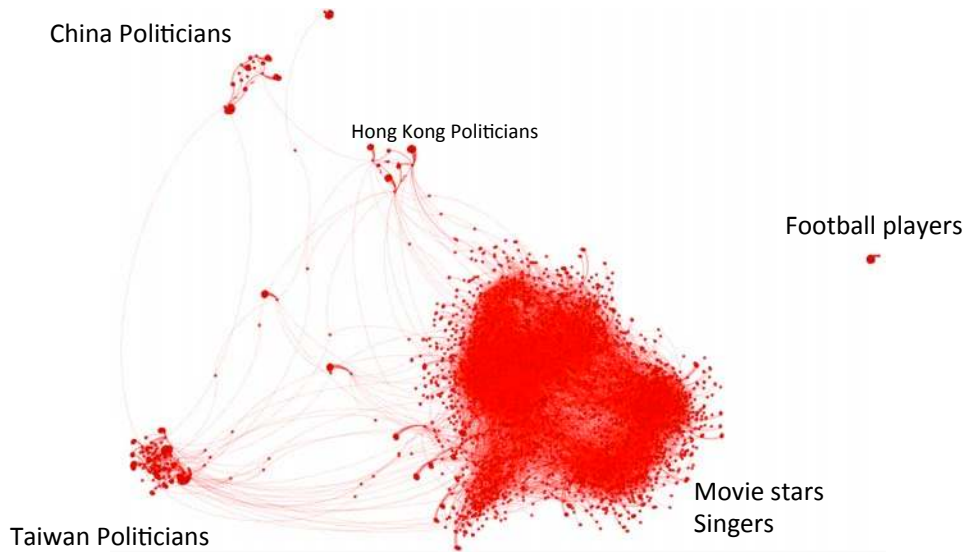 China Politicians
Hong Kong Politicians
Football players
Movie stars
Singers
Taiwan Politicians